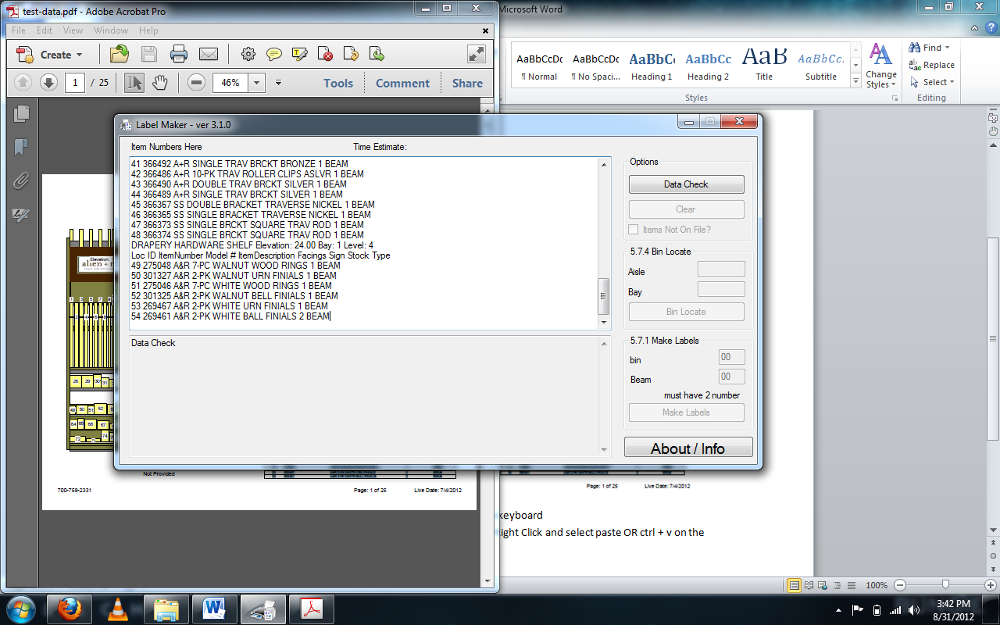 test-data.pdf - Adobe Acrobat Pro
Microsoft Word
File Edit View Window Help
Create
1 / 25
46%
Tools Comment Share
AaBbCcDc AaBbCcDc AaBbCc AaBbCc AaB AaBbCc
¶ Normal ¶ No Spaci... Heading 1 Heading 2 Title Subtitle
Change Styles
Find
Replace
Select
Styles
Editing
Label Maker - ver 3.1.0
Item Numbers Here
Time Estimate:
41 366492 A+R SINGLE TRAV BRCKT BRONZE 1 BEAM
42 366486 A+R 10-PK TRAV ROLLER CLIPS ASLVR 1 BEAM
43 366490 A+R DOUBLE TRAV BRCKT SILVER 1 BEAM
44 366489 A+R SINGLE TRAV BRCKT SILVER 1 BEAM
45 366367 SS DOUBLE BRACKET TRAVERSE NICKEL 1 BEAM
46 366365 SS SINGLE BRACKET TRAVERSE NICKEL 1 BEAM
47 366373 SS SINGLE BRCKT SQUARE TRAV ROD 1 BEAM
48 366374 SS SINGLE BRCKT SQUARE TRAV ROD 1 BEAM
DRAPERY HARDWARE SHELF Elevation: 24.00 Bay: 1 Level: 4
Loc ID ItemNumber Model # ItemDescription Facings Sign Stock Type
49 275048 A&R 7-PC WALNUT WOOD RINGS 1 BEAM
50 301327 A&R 2-PK WALNUT URN FINIALS 1 BEAM
51 275046 A&R 7-PC WHITE WOOD RINGS 1 BEAM
52 301325 A&R 2-PK WALNUT BELL FINIALS 1 BEAM
53 269467 A&R 2-PK WHITE URN FINIALS 1 BEAM
54 269461 A&R 2-PK WHITE BALL FINIALS 2 BEAM
Data Check
Options
Data Check
Clear
Items Not On File?
5.7.4 Bin Locate
Aisle
Bay
Bin Locate
5.7.1 Make Labels
bin 00
Beam 00
must have 2 number
Make Labels
About / Info
Elevation:
alien+
28 29 30 31
49 50 51 52
64 65 66 67
72 74
Not Provided
700-758-2331
Page: 1 of 25
Live Date: 7/4/2012
Page: 1 of 25
Live Date: 7/4/2012
keyboard
ight Click and select paste OR ctrl + v on the
100%
3:42 PM
8/31/2012